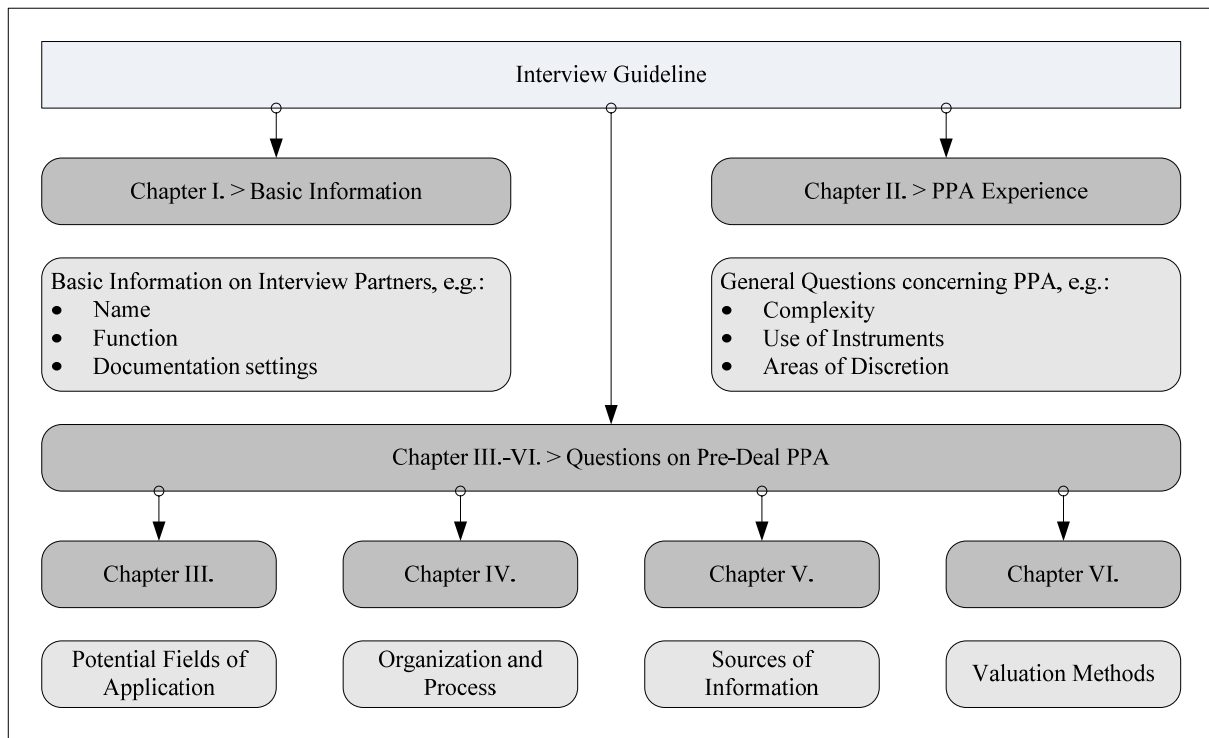 Interview Guideline
Chapter I. > Basic Information
Chapter II. > PPA Experience
Basic Information on Interview Partners, e.g.:
• Name
• Function
• Documentation settings
General Questions concerning PPA, e.g.:
• Complexity
• Use of Instruments
• Areas of Discretion
Chapter III.-VI. > Questions on Pre-Deal PPA
Chapter III.
Chapter IV.
Chapter V.
Chapter VI.
Potential Fields of
Application
Organization and
Process
Sources of
Information
Valuation Methods